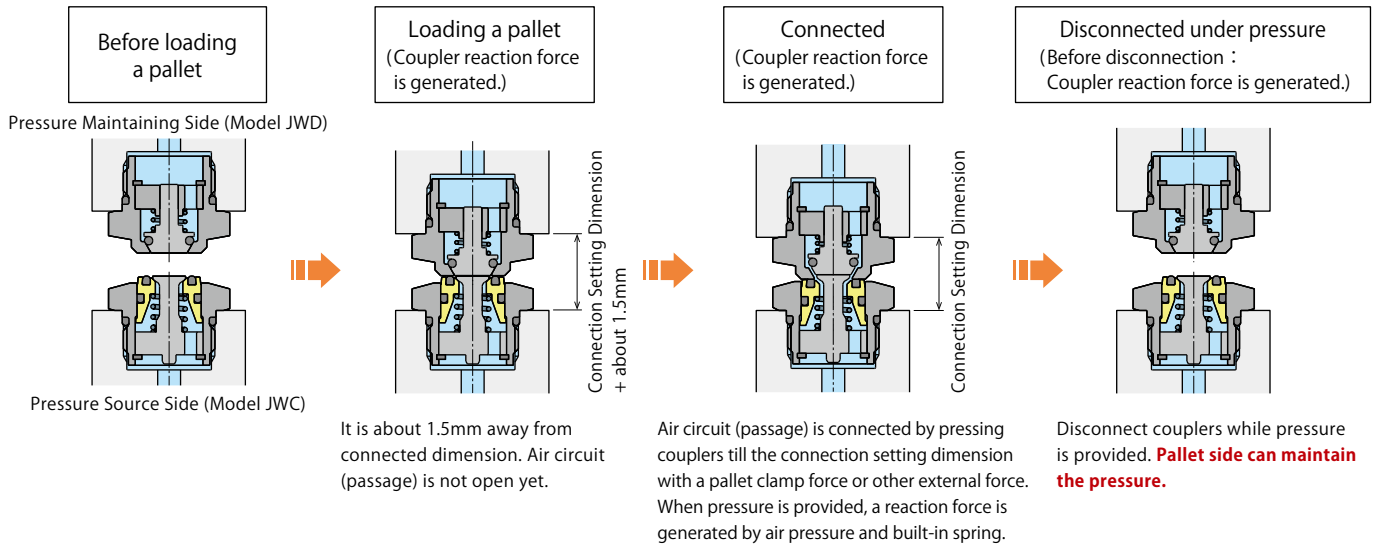 Before loading
a pallet
Loading a pallet
(Coupler reaction force
is generated.)
Connected
(Coupler reaction force
is generated.)
Disconnected under pressure
(Before disconnection：
Coupler reaction force is generated.)
Pressure Maintaining Side (Model JWD)
Pressure Source Side (Model JWC)
Connection Setting Dimension
+ about 1.5mm
Connection Setting Dimension
It is about 1.5mm away from
connected dimension. Air circuit
(passage) is not open yet.
Air circuit (passage) is connected by pressing
couplers till the connection setting dimension
with a pallet clamp force or other external force.
When pressure is provided, a reaction force is
generated by air pressure and built-in spring.
Disconnect couplers while pressure
is provided. Pallet side can maintain
the pressure.